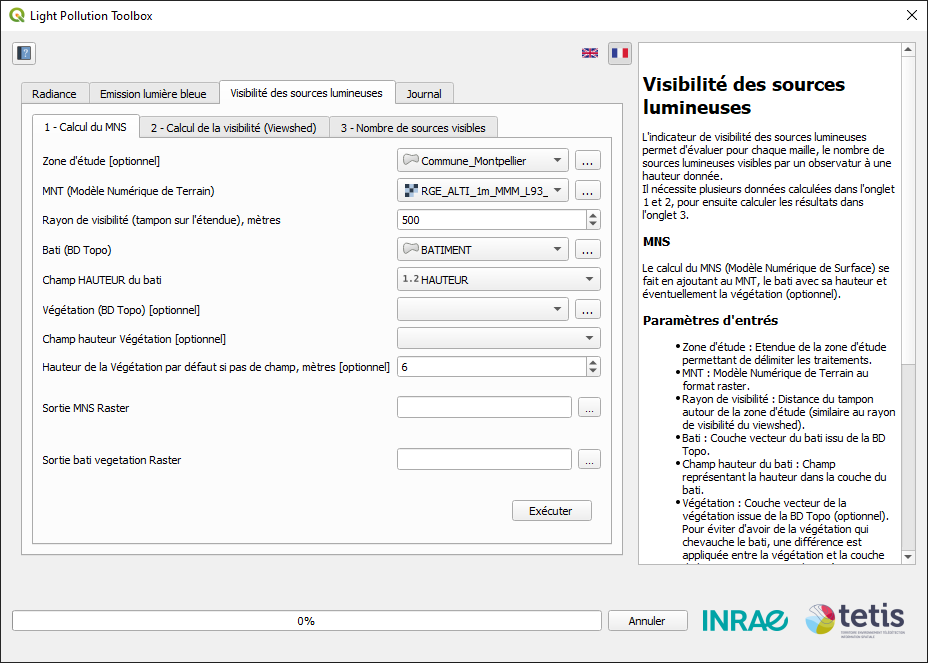 Light Pollution Toolbox
Radiance
Emission lumière bleue
Visibilité des sources lumineuses
Journal
1 - Calcul du MNS
2 - Calcul de la visibilité (Viewshed)
3 - Nombre de sources visibles
Zone d'étude [optionnel]
Commune_Montpellier
...
MNT (Modèle Numérique de Terrain)
RGE_ALTI_1m_MMM_L93_
...
Rayon de visibilité (tampon sur l'étendue), mètres
500
Bati (BD Topo)
BATIMENT
...
Champ HAUTEUR du bati
1.2 HAUTEUR
Végétation (BD Topo) [optionnel]
...
Champ hauteur Végétation [optionnel]
Hauteur de la Végétation par défaut si pas de champ, mètres [optionnel]
6
Sortie MNS Raster
...
Sortie bati vegetation Raster
...
Exécuter
Visibilité des sources
lumineuses
L'indicateur de visibilité des sources lumineuses
permet d'évaluer pour chaque maille, le nombre de
sources lumineuses visibles par un observatur à une
hauteur donnée.
Il nécessite plusieurs données calculées dans l'onglet
1 et 2, pour ensuite calculer les résultats dans
l'onglet 3.
MNS
Le calcul du MNS (Modèle Numérique de Surface) se
fait en ajoutant au MNT, le bati avec sa hauteur et
éventuellement la végétation (optionnel).
Paramètres d'entrés
• Zone d'étude : Etendue de la zone d'étude
permettant de délimiter les traitements.
• MNT : Modèle Numérique de Terrain au
format raster.
• Rayon de visibilité : Distance du tampon
autour de la zone d'étude (similaire au rayon
de visibilité du viewshed).
• Bati : Couche vecteur du bati issu de la BD
Topo.
• Champ hauteur du bati : Champ
représentant la hauteur dans la couche du
bati.
• Végétation : Couche vecteur de la
végétation issue de la BD Topo (optionnel).
Pour éviter d'avoir de la végétation qui
chevauche le bati, une différence est
appliquée entre la végétation et la couche
0%
Annuler
INRAE
tetis